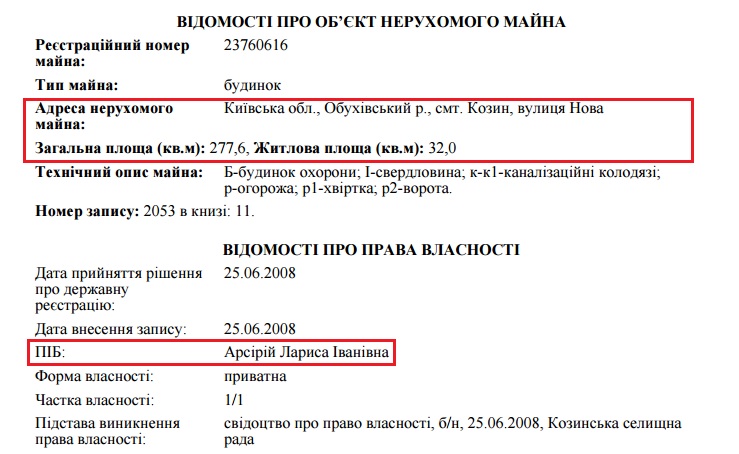 ВІДОМОСТІ ПРО ОБ’ЄКТ НЕРУХОМОГО МАЙНА
Реєстраційний номер 23760616
майна:
Тип майна: будинок
Адреса нерухомого Київська обл., Обухівський р., смт. Козин, вулиця Нова
майна:
Загальна площа (кв.м): 277,6, Житлова площа (кв.м): 32,0
Технічний опис майна: Б-будинок охорони; І-свердловина; к-к1-каналізаційні колодязі;
р-огорожа; р1-хвіртка; р2-ворота.
Номер запису: 2053 в книзі: 11.
ВІДОМОСТІ ПРО ПРАВА ВЛАСНОСТІ
Дата прийняття рішення 25.06.2008
про державну
реєстрацію:
Дата внесення запису: 25.06.2008
ПІБ: Арсірій Лариса Іванівна
Форма власності: приватна
Частка власності: 1/1
Підстава виникнення свідоцтво про право власності, б/н, 25.06.2008, Козинська селищна
права власності: рада